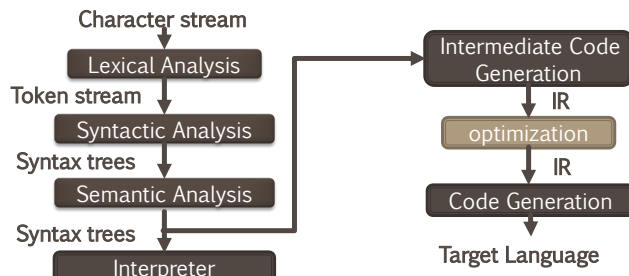 Character stream
Lexical Analysis
Token stream
Syntactic Analysis
Syntax trees
Semantic Analysis
Syntax trees
Interpreter
Intermediate Code
Generation
IR
optimization
IR
Code Generation
Target Language